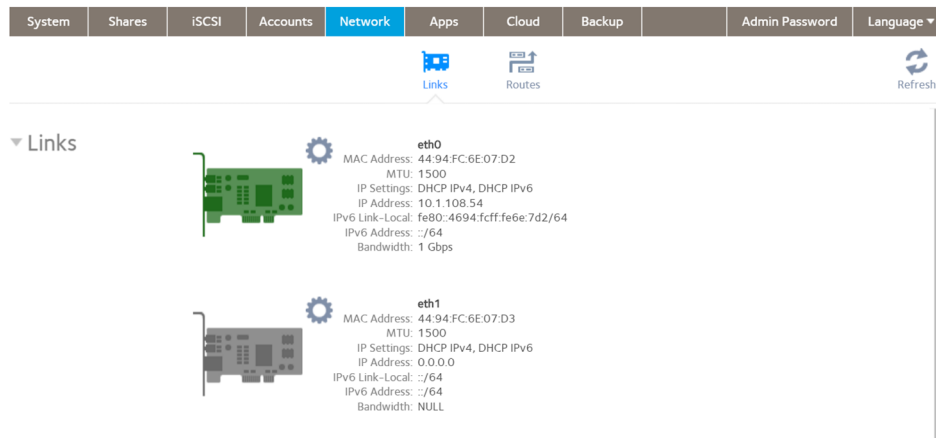 System Shares iSCSI Accounts Network Apps Cloud Backup Admin Password Language
Links Routes Refresh
Links
eth0
MAC Address: 44:94:FC:6E:07:D2
MTU: 1500
IP Settings: DHCP IPv4, DHCP IPv6
IP Address: 10.1.108.54
IPv6 Link-Local: fe80::4694:fcff:fe6e:7d2/64
IPv6 Address: ::/64
Bandwidth: 1 Gbps
eth1
MAC Address: 44:94:FC:6E:07:D3
MTU: 1500
IP Settings: DHCP IPv4, DHCP IPv6
IP Address: 0.0.0.0
IPv6 Link-Local: ::/64
IPv6 Address: ::/64
Bandwidth: NULL